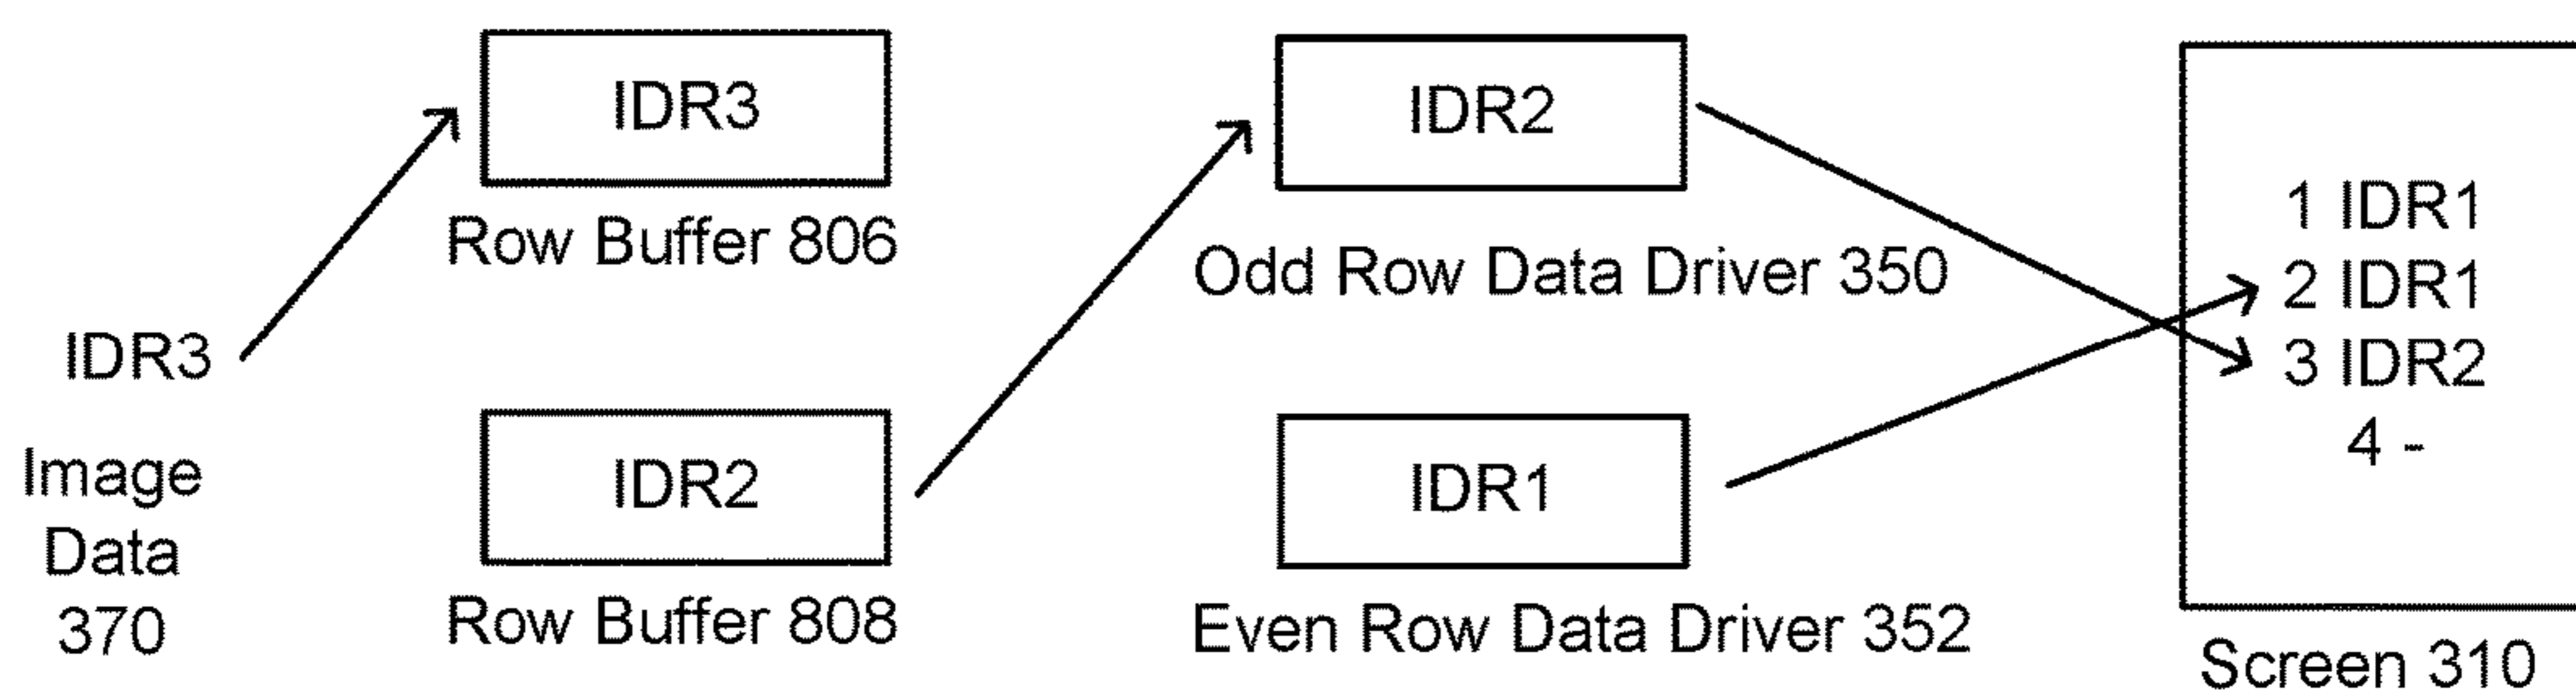 IDR3
Image
Data
370
IDR3
Row Buffer 806
IDR2
Row Buffer 808
IDR2
Odd Row Data Driver 350
IDR1
Even Row Data Driver 352
1 IDR1
2 IDR1
3 IDR2
4 -
Screen 310